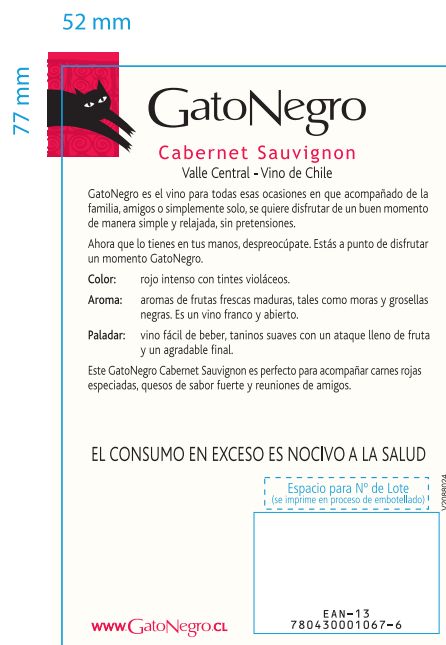 52 mm
77 mm
GatoNegro
Cabernet Sauvignon
Valle Central - Vino de Chile
GatoNegro es el vino para todas esas ocasiones en que acompañado de la
familia, amigos o simplemente solo, se quiere disfrutar de un buen momento
de manera simple y relajada, sin pretensiones.
Ahora que lo tienes en tus manos, despreocúpate. Estás a punto de disfrutar
un momento GatoNegro.
Color: rojo intenso con tintes violáceos.
Aroma: aromas de frutas frescas maduras, tales como moras y grosellas
negras. Es un vino franco y abierto.
Paladar: vino fácil de beber, taninos suaves con un ataque lleno de fruta
y un agradable final.
Este GatoNegro Cabernet Sauvignon es perfecto para acompañar carnes rojas
especiadas, quesos de sabor fuerte y reuniones de amigos.
EL CONSUMO EN EXCESO ES NOCIVO A LA SALUD
Espacio para Nº de Lote
(se imprime en proceso de embotellado)
V2088024
EAN-13
780430001067-6
www.GatoNegro.CL